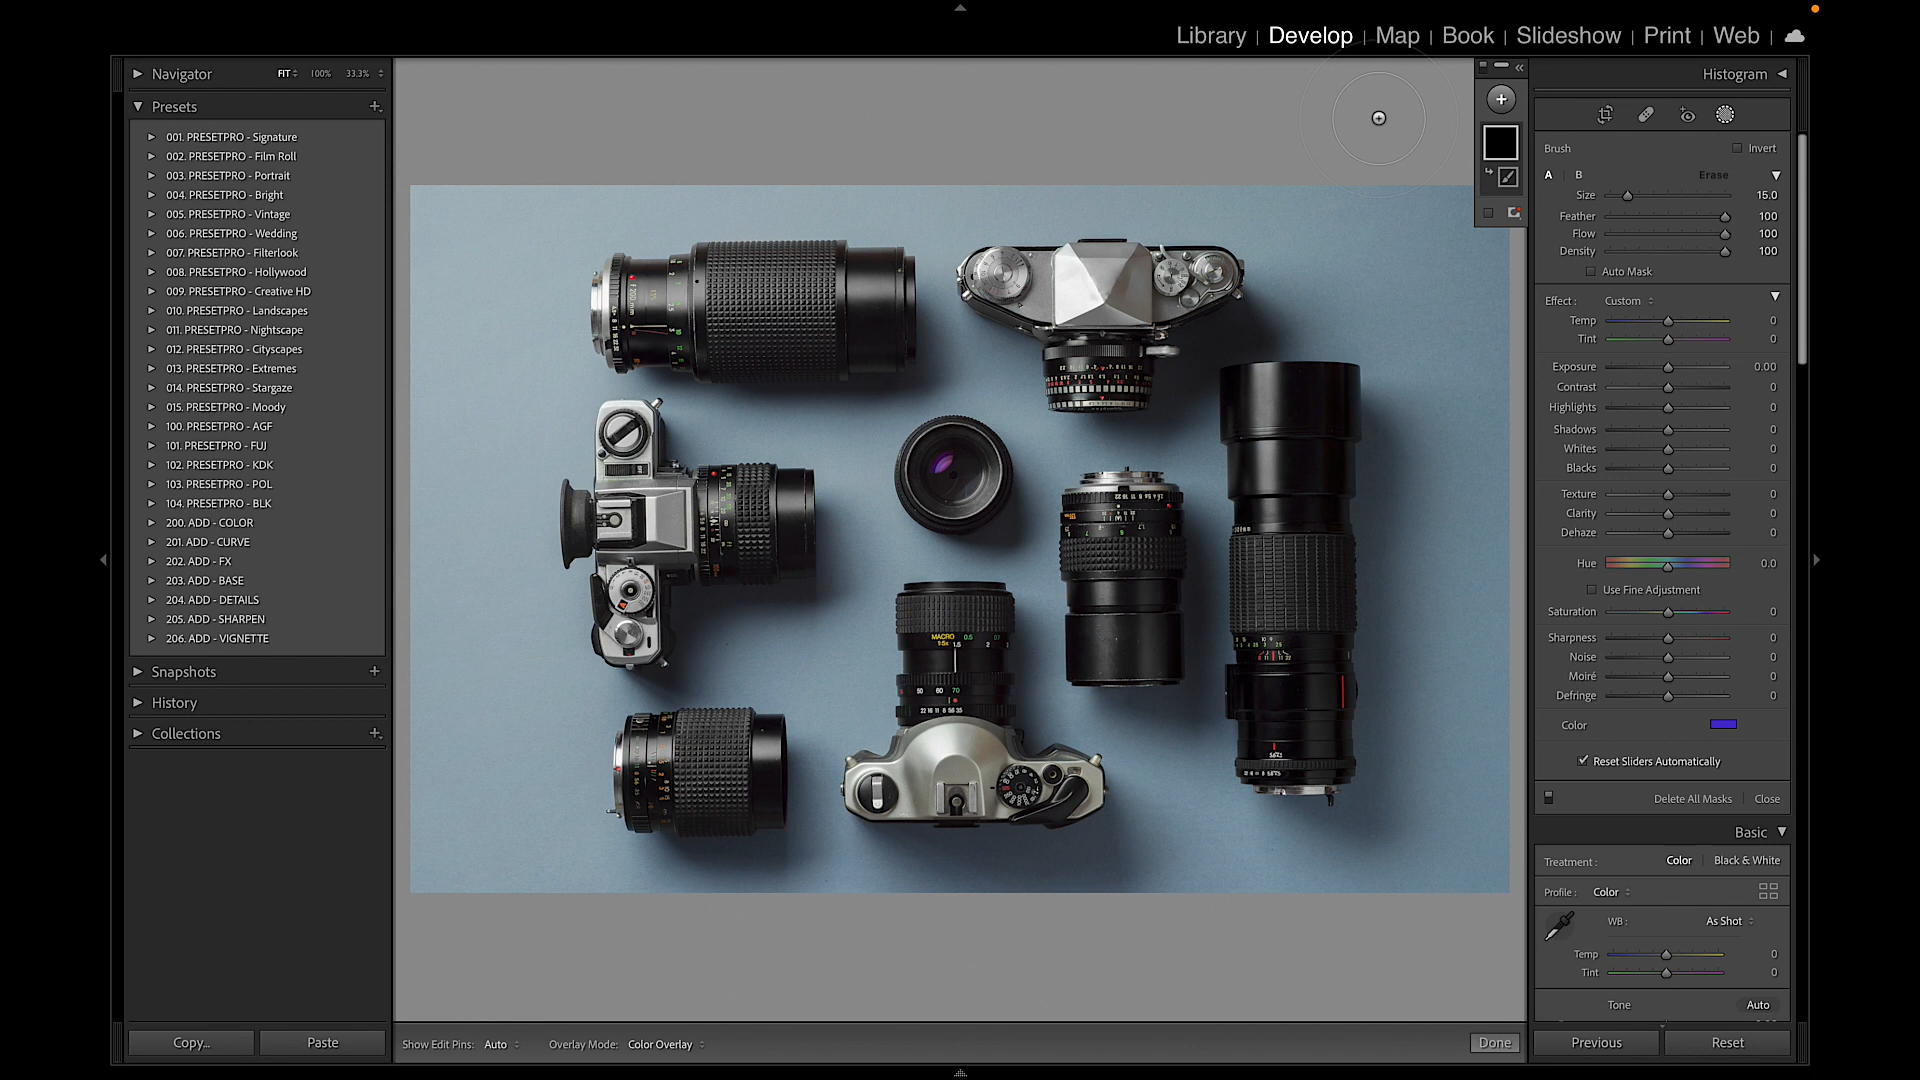 Library | Develop | Map | Book | Slideshow | Print | Web |
Navigator FIT 100% 33.3%
Presets
001. PRESETPRO - Signature
002. PRESETPRO - Film Roll
003. PRESETPRO - Portrait
004. PRESETPRO - Bright
005. PRESETPRO - Vintage
006. PRESETPRO - Wedding
007. PRESETPRO - Filterlook
008. PRESETPRO - Hollywood
009. PRESETPRO - Creative HD
010. PRESETPRO - Landscapes
011. PRESETPRO - Nightscape
012. PRESETPRO - Cityscapes
013. PRESETPRO - Extremes
014. PRESETPRO - Stargaze
015. PRESETPRO - Moody
100. PRESETPRO - AGF
101. PRESETPRO - FUJ
102. PRESETPRO - KDK
103. PRESETPRO - POL
104. PRESETPRO - BLK
200. ADD - COLOR
201. ADD - CURVE
202. ADD - FX
203. ADD - BASE
204. ADD - DETAILS
205. ADD - SHARPEN
206. ADD - VIGNETTE
Snapshots
History
Collections
Copy...
Paste
MACRO 0.5
50 60 70
Show Edit Pins: Auto
Overlay Mode: Color Overlay
Done
Histogram
Brush Invert
A | B Erase
Size 15.0
Feather 100
Flow 100
Density 100
Auto Mask
Effect : Custom
Temp 0
Tint 0
Exposure 0.00
Contrast 0
Highlights 0
Shadows 0
Whites 0
Blacks 0
Texture 0
Clarity 0
Dehaze 0
Hue 0.0
Use Fine Adjustment
Saturation 0
Sharpness 0
Noise 0
Moiré 0
Defringe 0
Color
Reset Sliders Automatically
Delete All Masks Close
Basic
Treatment : Color Black & White
Profile : Color
WB : As Shot
Temp 0
Tint 0
Tone Auto
Previous
Reset